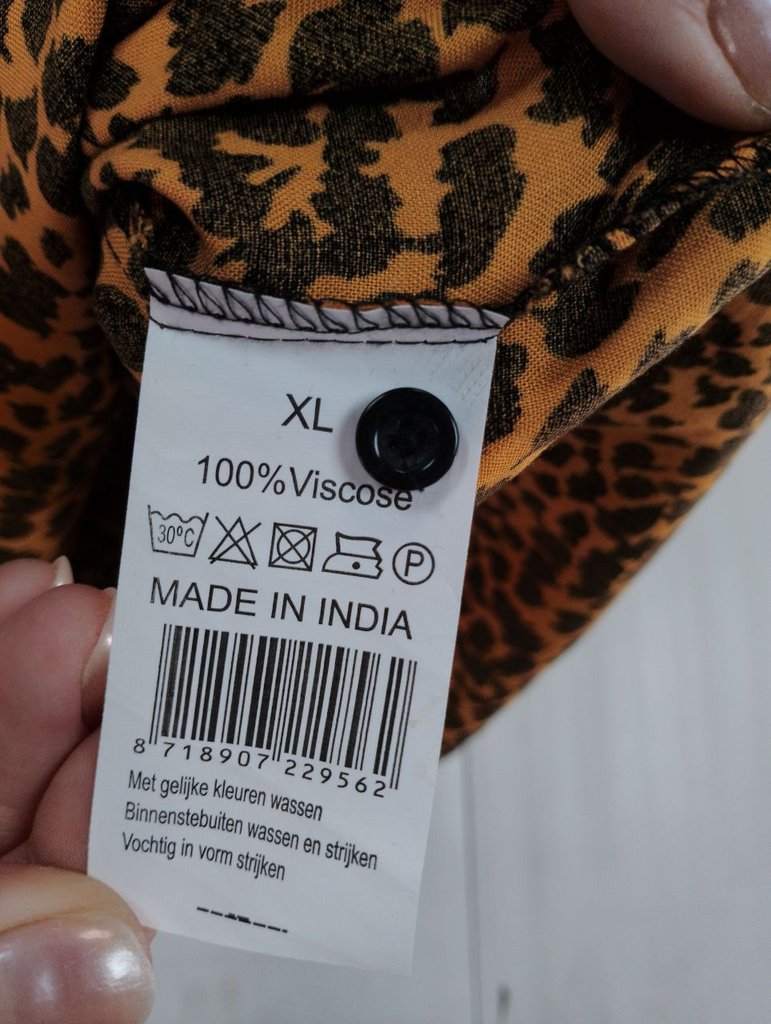 XL
100%Viscose
30°C P
MADE IN INDIA
8 718907 229562
Met gelijke kleuren wassen
Binnenstebuiten wassen en strijken
Vochtig in vorm strijken